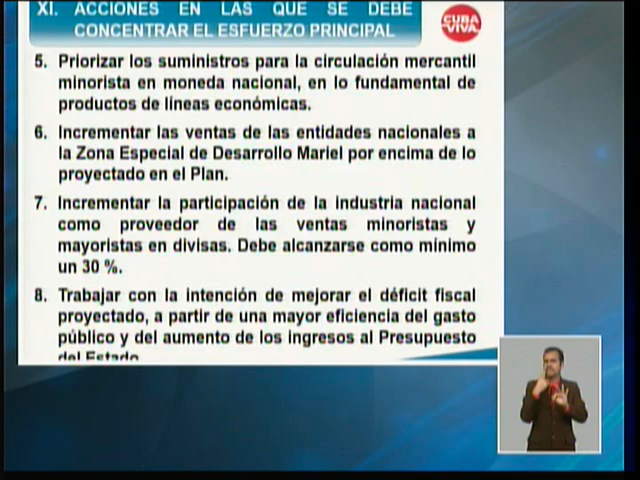 XI. ACCIONES EN LAS QUE SE DEBE
CONCENTRAR EL ESFUERZO PRINCIPAL
CUBA
VIVA
5. Priorizar los suministros para la circulación mercantil
minorista en moneda nacional, en lo fundamental de
productos de líneas económicas.
6. Incrementar las ventas de las entidades nacionales a
la Zona Especial de Desarrollo Mariel por encima de lo
proyectado en el Plan.
7. Incrementar la participación de la industria nacional
como proveedor de las ventas minoristas y
mayoristas en divisas. Debe alcanzarse como mínimo
un 30 %.
8. Trabajar con la intención de mejorar el déficit fiscal
proyectado, a partir de una mayor eficiencia del gasto
público y del aumento de los ingresos al Presupuesto
del Estado.